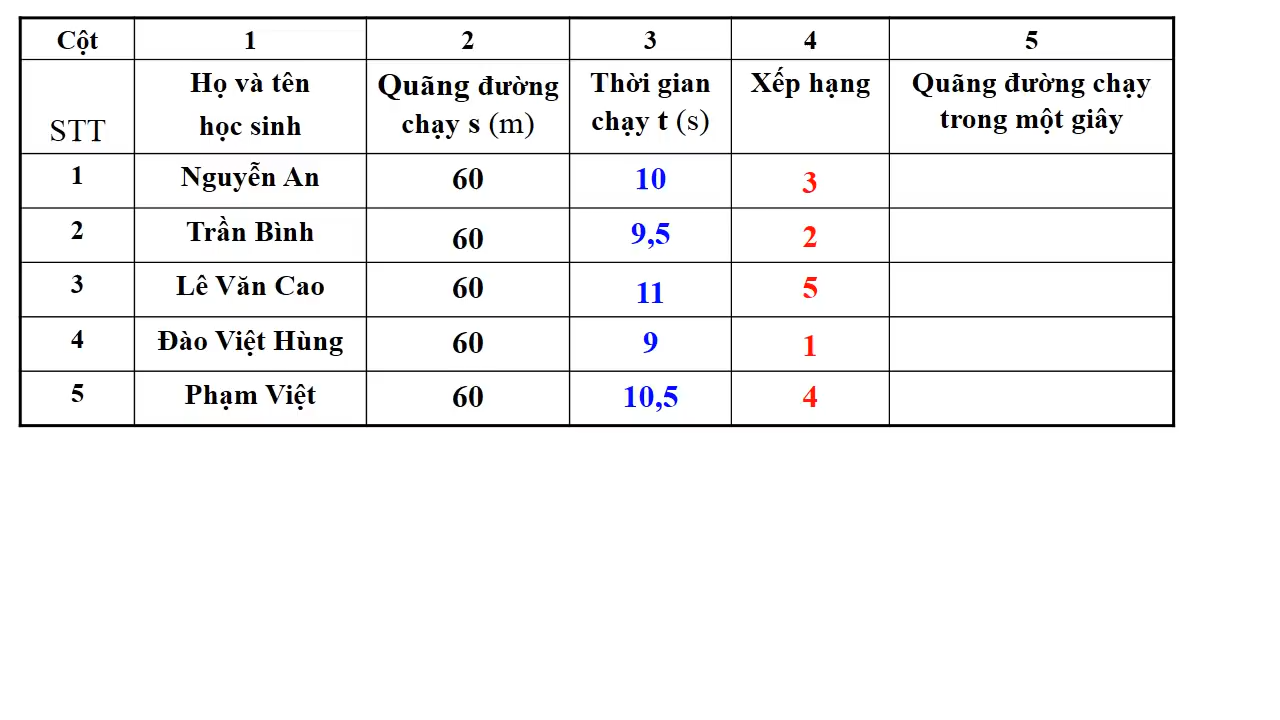 Cột 1 2 3 4 5
STT Họ và tên học sinh Quãng đường chạy s (m) Thời gian chạy t (s) Xếp hạng Quãng đường chạy trong một giây
1 Nguyễn An 60 10 3
2 Trần Bình 60 9,5 2
3 Lê Văn Cao 60 11 5
4 Đào Việt Hùng 60 9 1
5 Phạm Việt 60 10,5 4